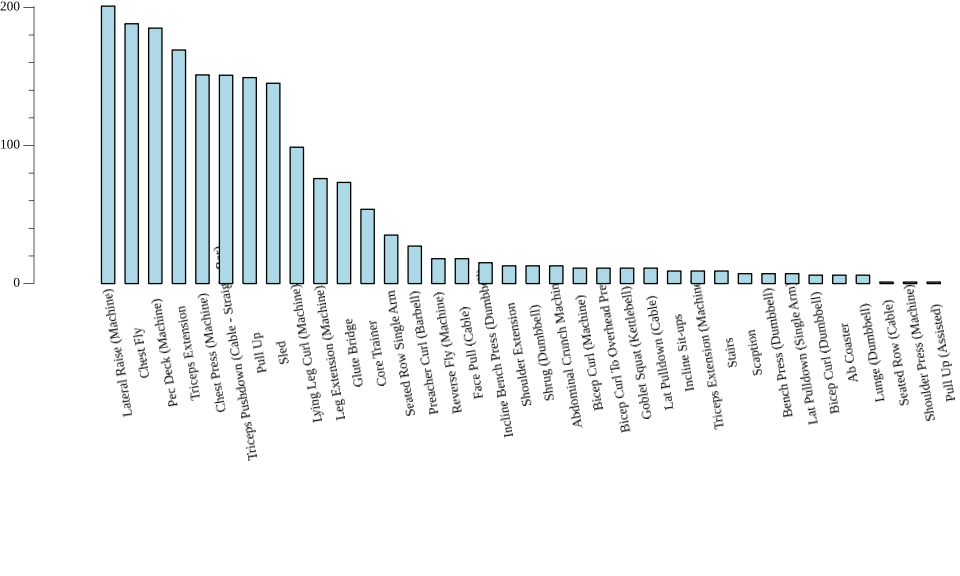 200
100
0
Lateral Raise (Machine)
Chest Fly
Pec Deck (Machine)
Triceps Extension
Chest Press (Machine)
Triceps Pushdown (Cable - Straig Bar)
Pull Up
Sled
Lying Leg Curl (Machine)
Leg Extension (Machine)
Glute Bridge
Core Trainer
Seated Row Single Arm
Preacher Curl (Barbell)
Reverse Fly (Machine)
Face Pull (Cable)
Incline Bench Press (Dumbbell)
Shoulder Extension
Shrug (Dumbbell)
Abdominal Crunch Machin
Bicep Curl (Machine)
Bicep Curl To Overhead Pre
Goblet Squat (Kettlebell)
Lat Pulldown (Cable)
Incline Sit-ups
Triceps Extension (Machine
Stairs
Scaption
Bench Press (Dumbbell)
Lat Pulldown (Single Arm)
Bicep Curl (Dumbbell)
Ab Coaster
Lunge (Dumbbell)
Seated Row (Cable)
Shoulder Press (Machine)
Pull Up (Assisted)